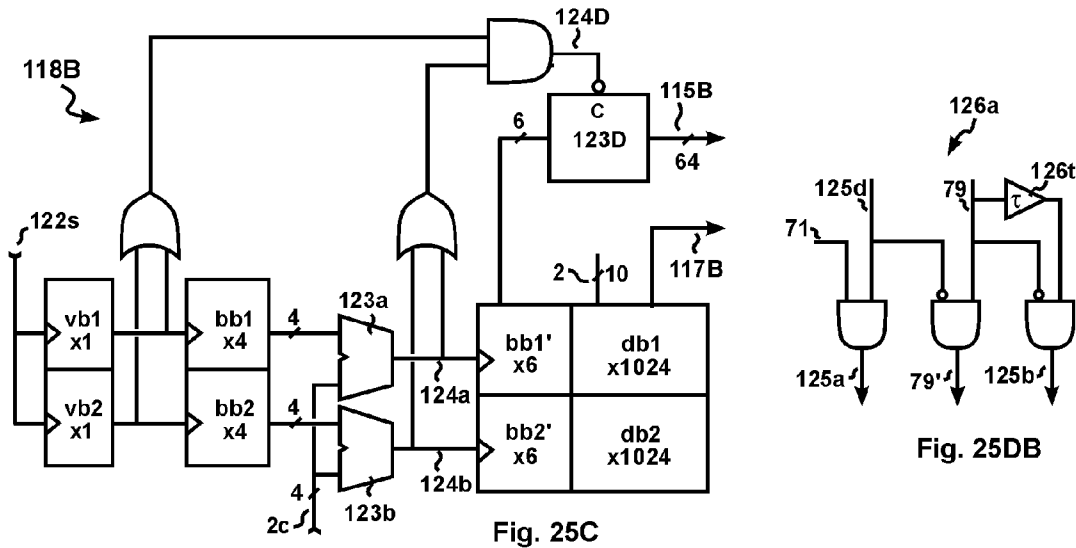 124D
118B
C
123D
6
115B
64
126a
125d
79
126t
τ
71
122s
2
10
117B
vb1
x1
bb1
x4
4
123a
124a
bb1'
x6
db1
x1024
vb2
x1
bb2
x4
4
4
2c
123b
124b
bb2'
x6
db2
x1024
125a
79'
125b
Fig. 25DB
Fig. 25C